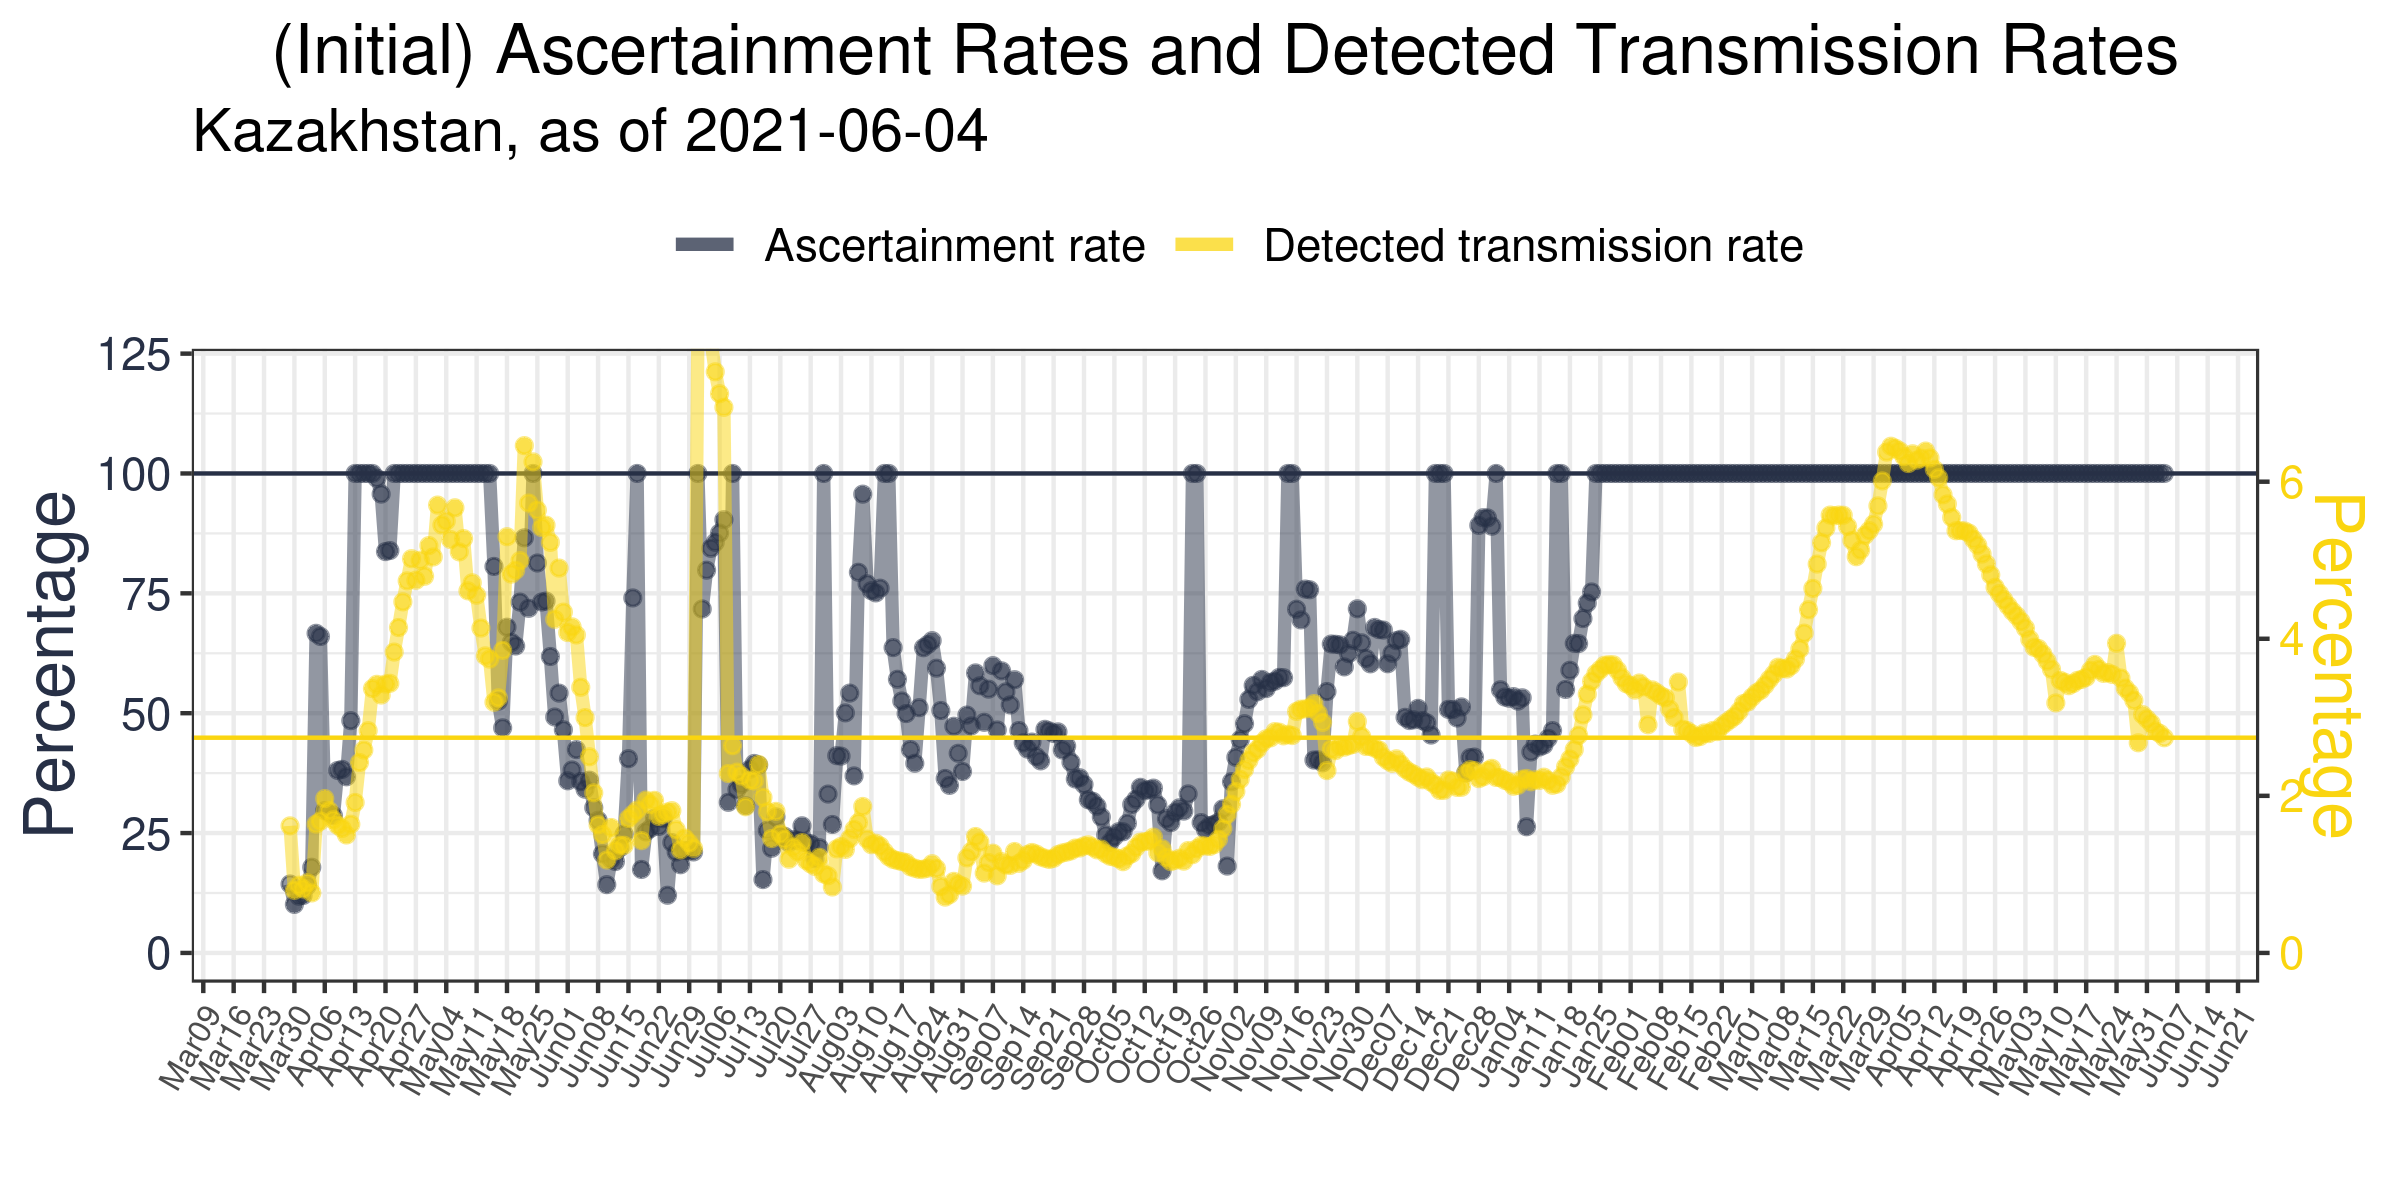 (Initial) Ascertainment Rates and Detected Transmission Rates
Kazakhstan, as of 2021-06-04
Ascertainment rate
Detected transmission rate
125
100
75
50
25
0
Percentage
6
4
2
0
Percentage
Mar09
Mar16
Mar23
Mar30
Apr06
Apr13
Apr20
Apr27
May04
May11
May18
May25
Jun01
Jun08
Jun15
Jun22
Jun29
Jul06
Jul13
Jul20
Jul27
Aug03
Aug10
Aug17
Aug24
Aug31
Sep07
Sep14
Sep21
Sep28
Oct05
Oct12
Oct19
Oct26
Nov02
Nov09
Nov16
Nov23
Nov30
Dec07
Dec14
Dec21
Dec28
Jan04
Jan11
Jan18
Jan25
Feb01
Feb08
Feb15
Feb22
Mar01
Mar08
Mar15
Mar22
Mar29
Apr05
Apr12
Apr19
Apr26
May03
May10
May17
May24
May31
Jun07
Jun14
Jun21